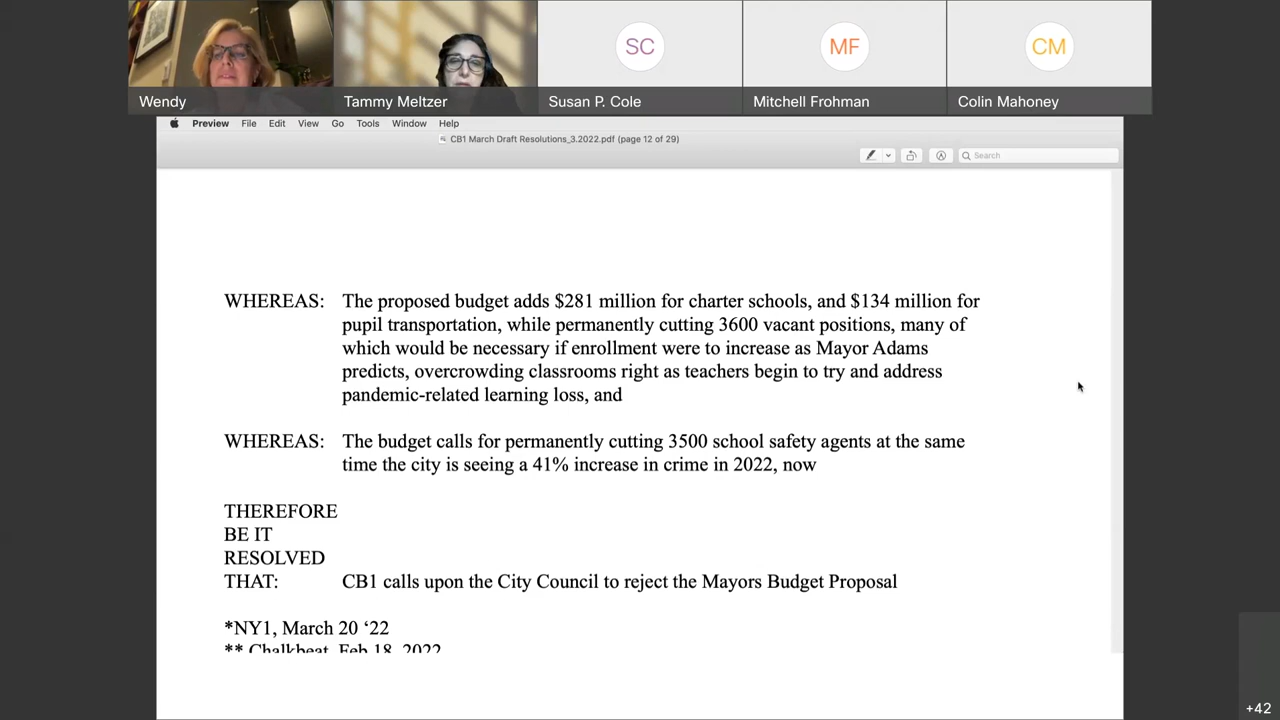 SC
MF
CM
Wendy
Tammy Meltzer
Susan P. Cole
Mitchell Frohman
Colin Mahoney
Preview File Edit View Go Tools Window Help
CB1 March Draft Resolutions_3.2022.pdf (page 12 of 29)
Search
WHEREAS: The proposed budget adds $281 million for charter schools, and $134 million for
pupil transportation, while permanently cutting 3600 vacant positions, many of
which would be necessary if enrollment were to increase as Mayor Adams
predicts, overcrowding classrooms right as teachers begin to try and address
pandemic-related learning loss, and
WHEREAS: The budget calls for permanently cutting 3500 school safety agents at the same
time the city is seeing a 41% increase in crime in 2022, now
THEREFORE
BE IT
RESOLVED
THAT: CB1 calls upon the City Council to reject the Mayors Budget Proposal
*NY1, March 20 ‘22
** Chalkbeat, Feb 18, 2022
+42